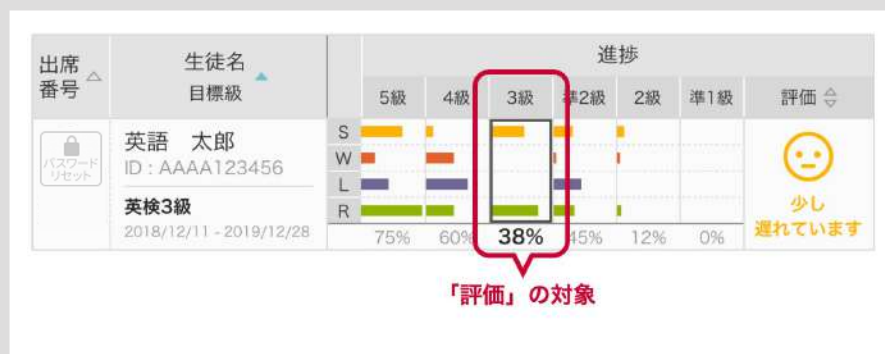 出席
番号
生徒名
目標級
進捗
5級 4級 3級 準2級 2級 準1級 評価
パスワード
リセット
英語 太郎
ID : AAAA123456
英検3級
2018/12/11 - 2019/12/28
S
W
L
R
75% 60% 38% 45% 12% 0%
少し
遅れています
「評価」の対象